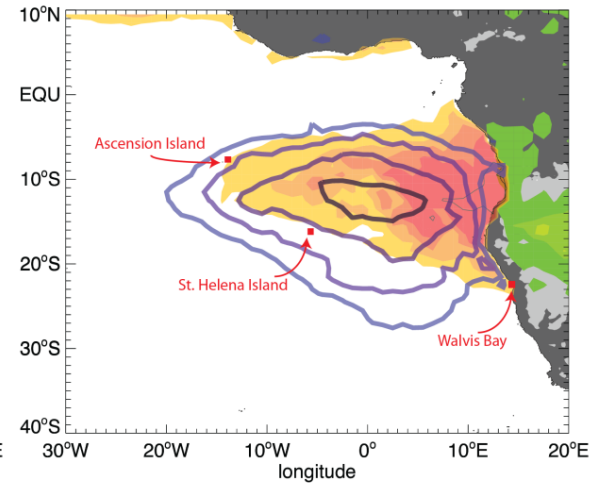 10°N
EQU
Ascension Island
10°S
20°S
St. Helena Island
Walvis Bay
30°S
40°S
E 30°W 20°W 10°W 0° 10°E 20°E
longitude